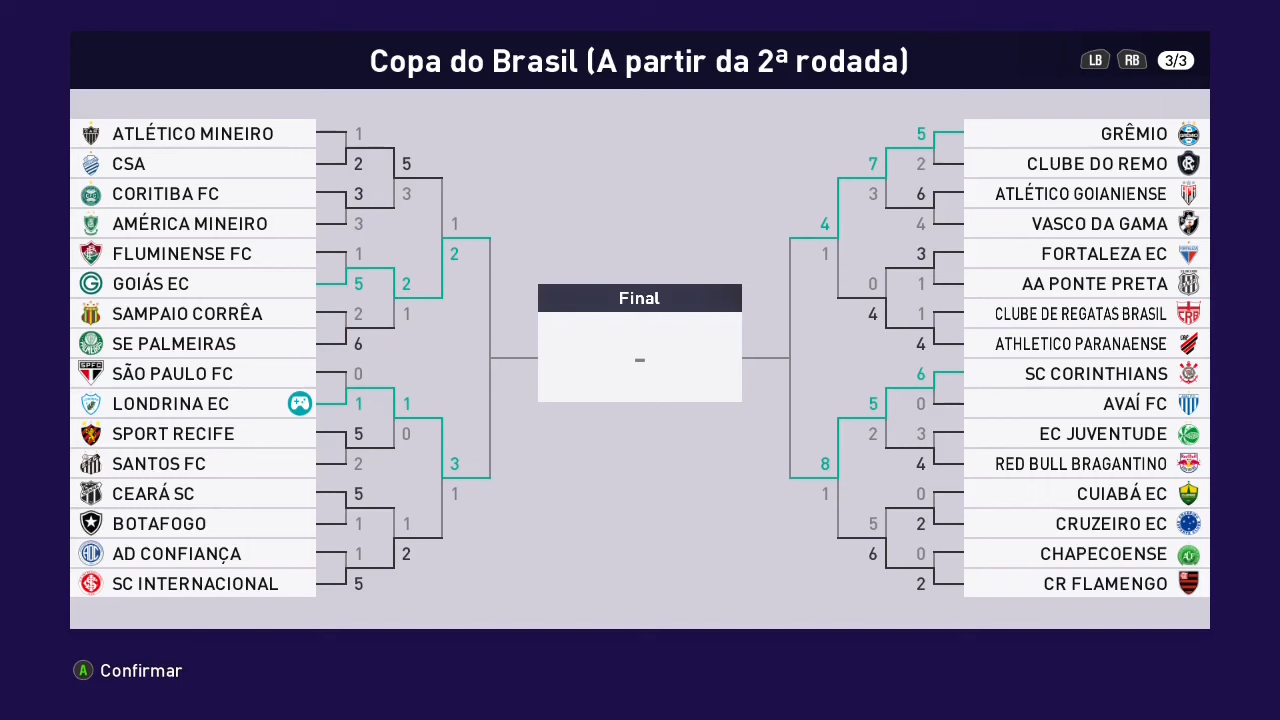 Copa do Brasil (A partir da 2ª rodada)
LB RB 3/3
ATLÉTICO MINEIRO 1
CSA 2 5
CORITIBA FC 3 3
AMÉRICA MINEIRO 3 1
FLUMINENSE FC 1 2
GOIÁS EC 5 2
SAMPAIO CORRÊA 2 1
SE PALMEIRAS 6
SÃO PAULO FC 0
LONDRINA EC 1 1
SPORT RECIFE 5 0
SANTOS FC 2 3
CEARÁ SC 5 1
BOTAFOGO 1 1
AD CONFIANÇA 1 2
SC INTERNACIONAL 5
Final
-
5 GRÊMIO
7 2 CLUBE DO REMO
3 6 ATLÉTICO GOIANIENSE
4 4 VASCO DA GAMA
1 3 FORTALEZA EC
0 1 AA PONTE PRETA
4 1 CLUBE DE REGATAS BRASIL
4 ATHLETICO PARANAENSE
6 SC CORINTHIANS
5 0 AVAÍ FC
2 3 EC JUVENTUDE
8 4 RED BULL BRAGANTINO
1 0 CUIABÁ EC
5 2 CRUZEIRO EC
6 0 CHAPECOENSE
2 CR FLAMENGO
A Confirmar